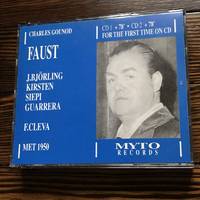 CHARLES GOUNOD
FAUST
J.BJÖRLING
KIRSTEN
SIEPI
GUARRERA
F.CLEVA
MET 1950
CD 1 + 78' • CD 2 + 78'
FOR THE FIRST TIME ON CD
MYTO
RECORDS